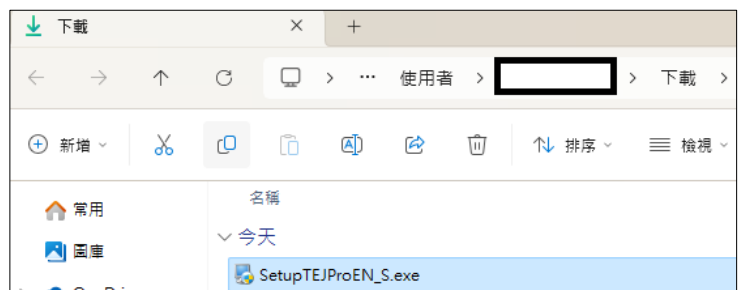 下載
使用者 下載
新增 排序 檢視
名稱
常用
今天
圖庫
SetupTEJProEN_S.exe